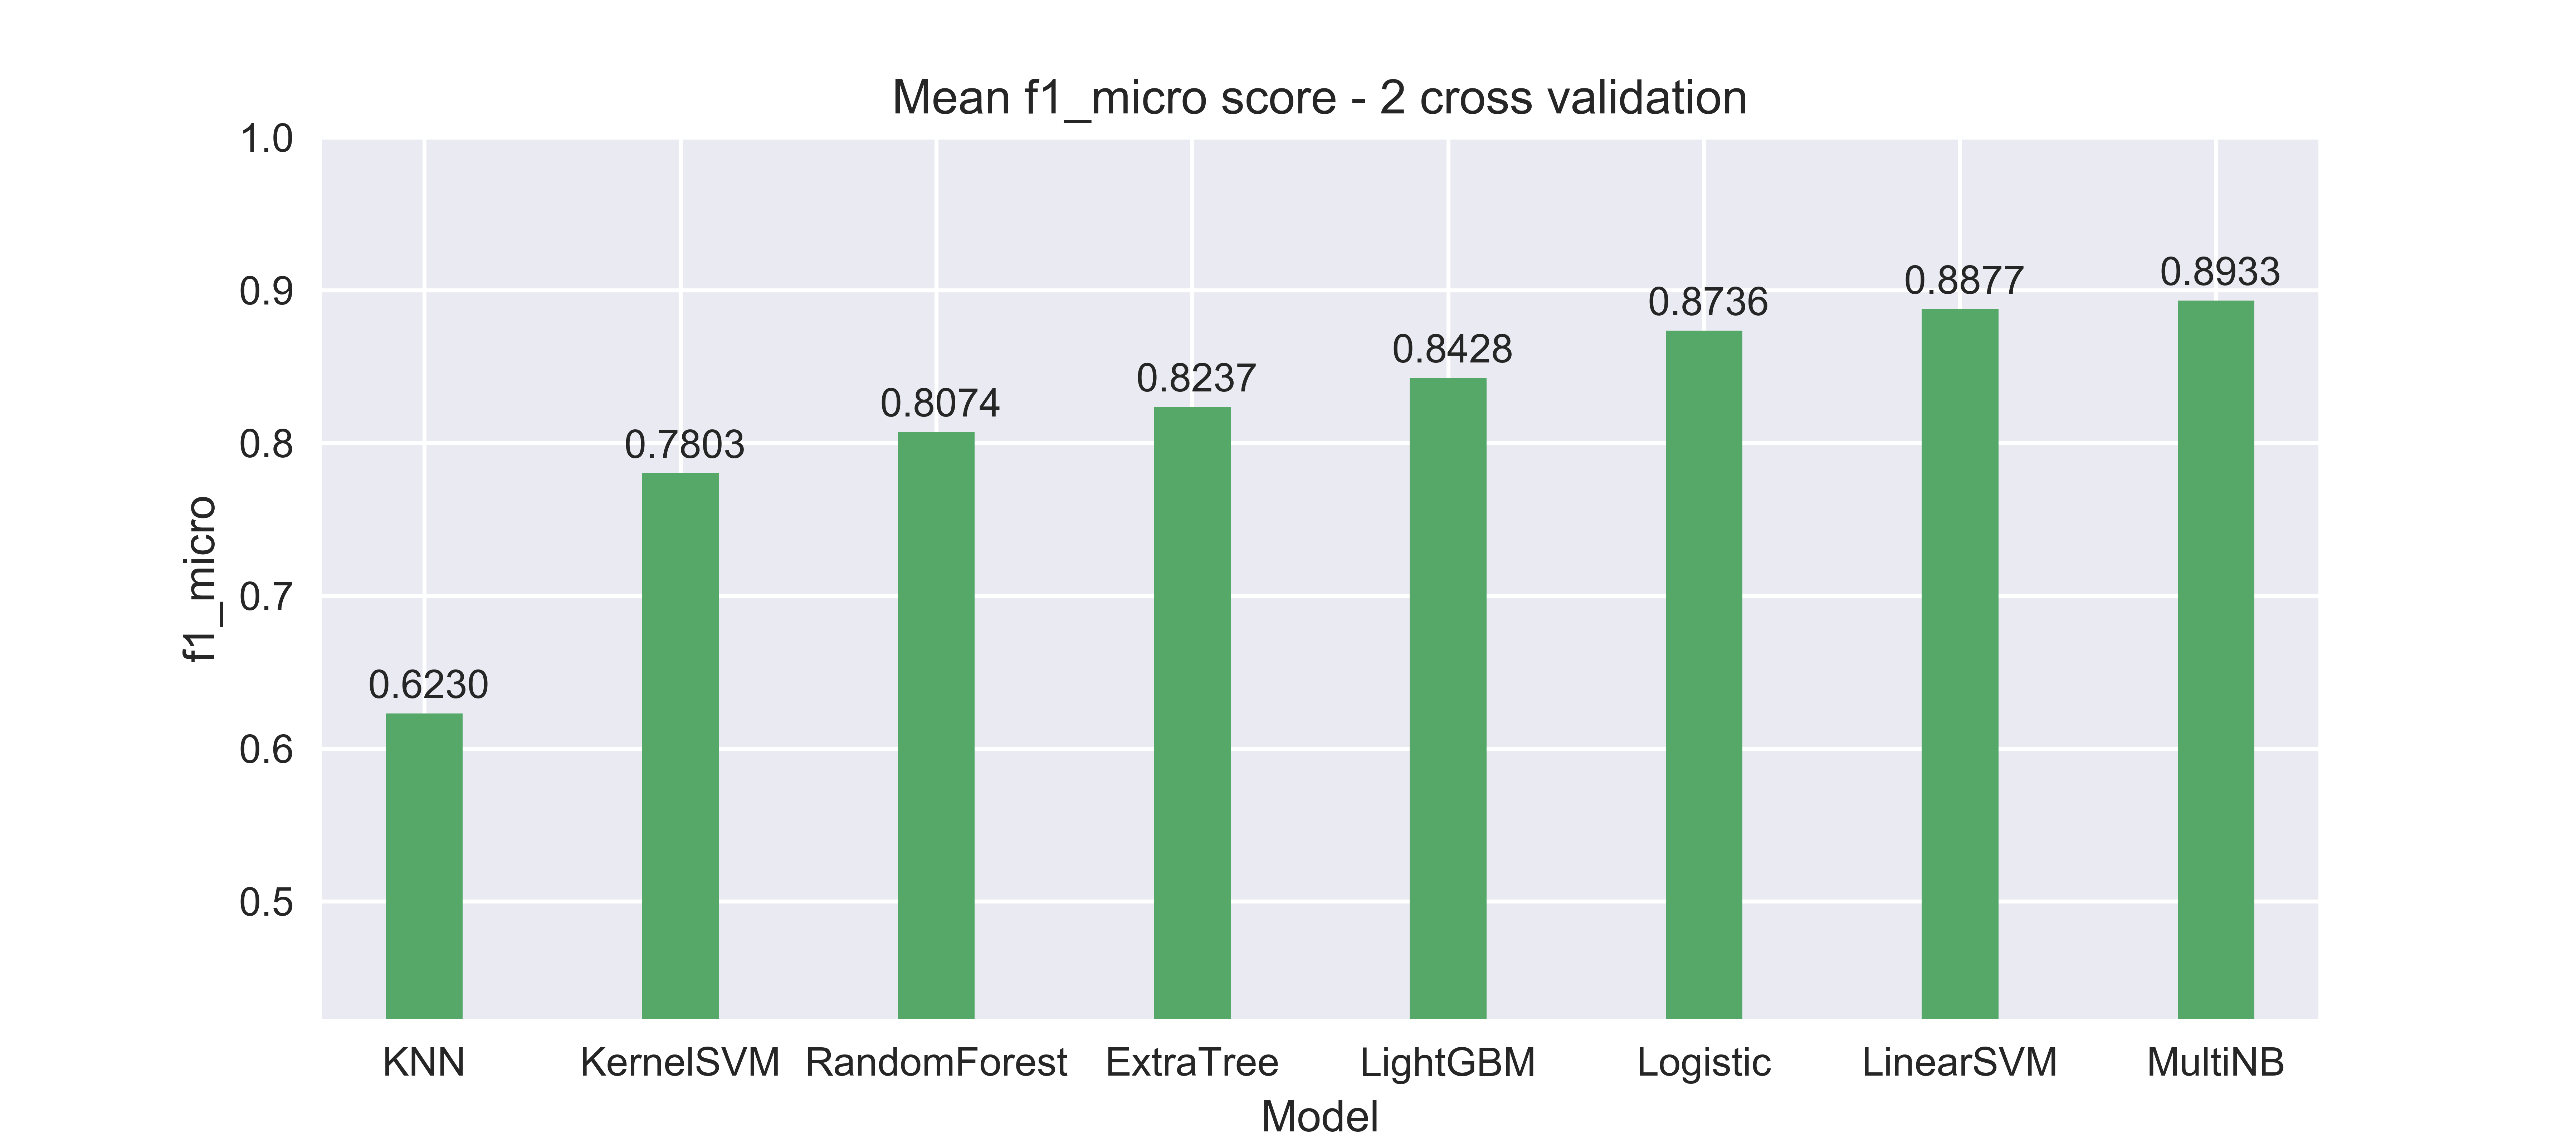 Mean f1_micro score - 2 cross validation
1.0
0.9
0.8
0.7
0.6
0.5
f1_micro
0.6230
0.7803
0.8074
0.8237
0.8428
0.8736
0.8877
0.8933
KNN
KernelSVM
RandomForest
ExtraTree
LightGBM
Logistic
LinearSVM
MultiNB
Model